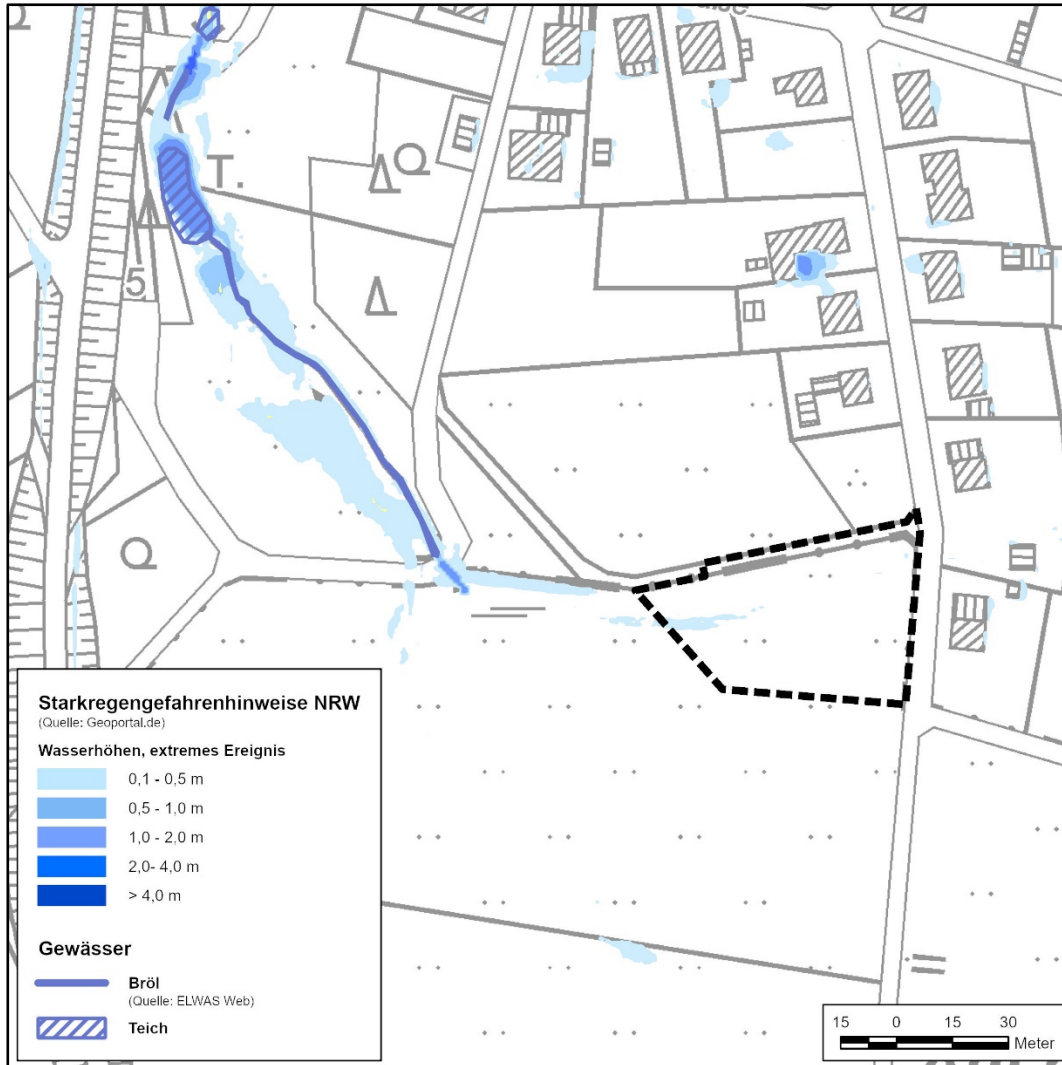 T.
5
Starkregengefahrenhinweise NRW
(Quelle: Geoportal.de)
Wasserhöhen, extremes Ereignis
0,1 - 0,5 m
0,5 - 1,0 m
1,0 - 2,0 m
2,0- 4,0 m
> 4,0 m
Gewässer
Bröl
(Quelle: ELWAS Web)
Teich
15 0 15 30
Meter